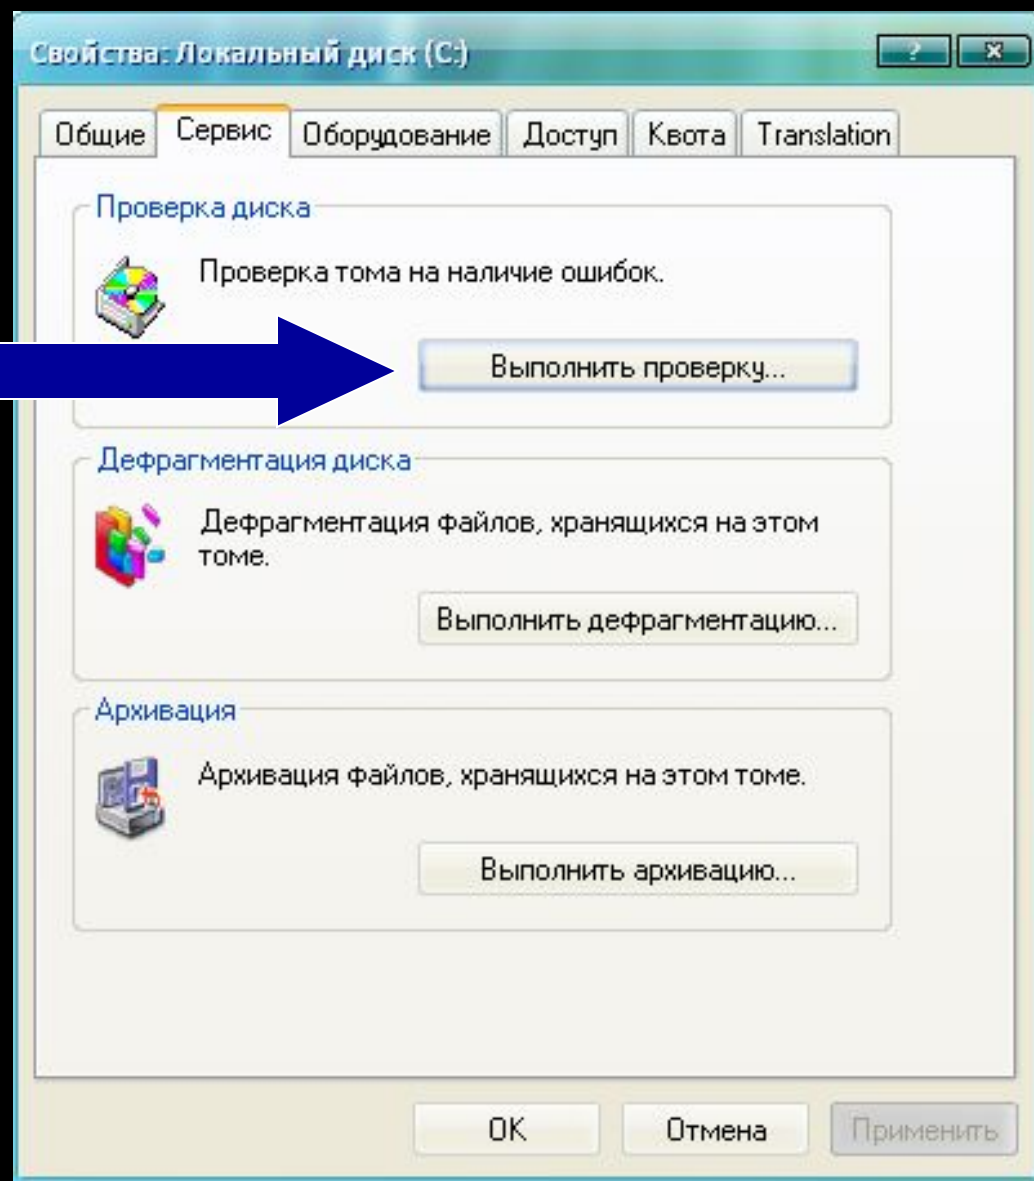 Свойства: Локальный диск (C:)
? X
Общие Сервис Оборудование Доступ Квота Translation
Проверка диска
Проверка тома на наличие ошибок.
Выполнить проверку...
Дефрагментация диска
Дефрагментация файлов, хранящихся на этом
томе.
Выполнить дефрагментацию...
Архивация
Архивация файлов, хранящихся на этом томе.
Выполнить архивацию...
OK Отмена Применить